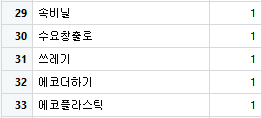 29 속비닐 1
30 수요창출로 1
31 쓰레기 1
32 에코더하기 1
33 에코플라스틱 1